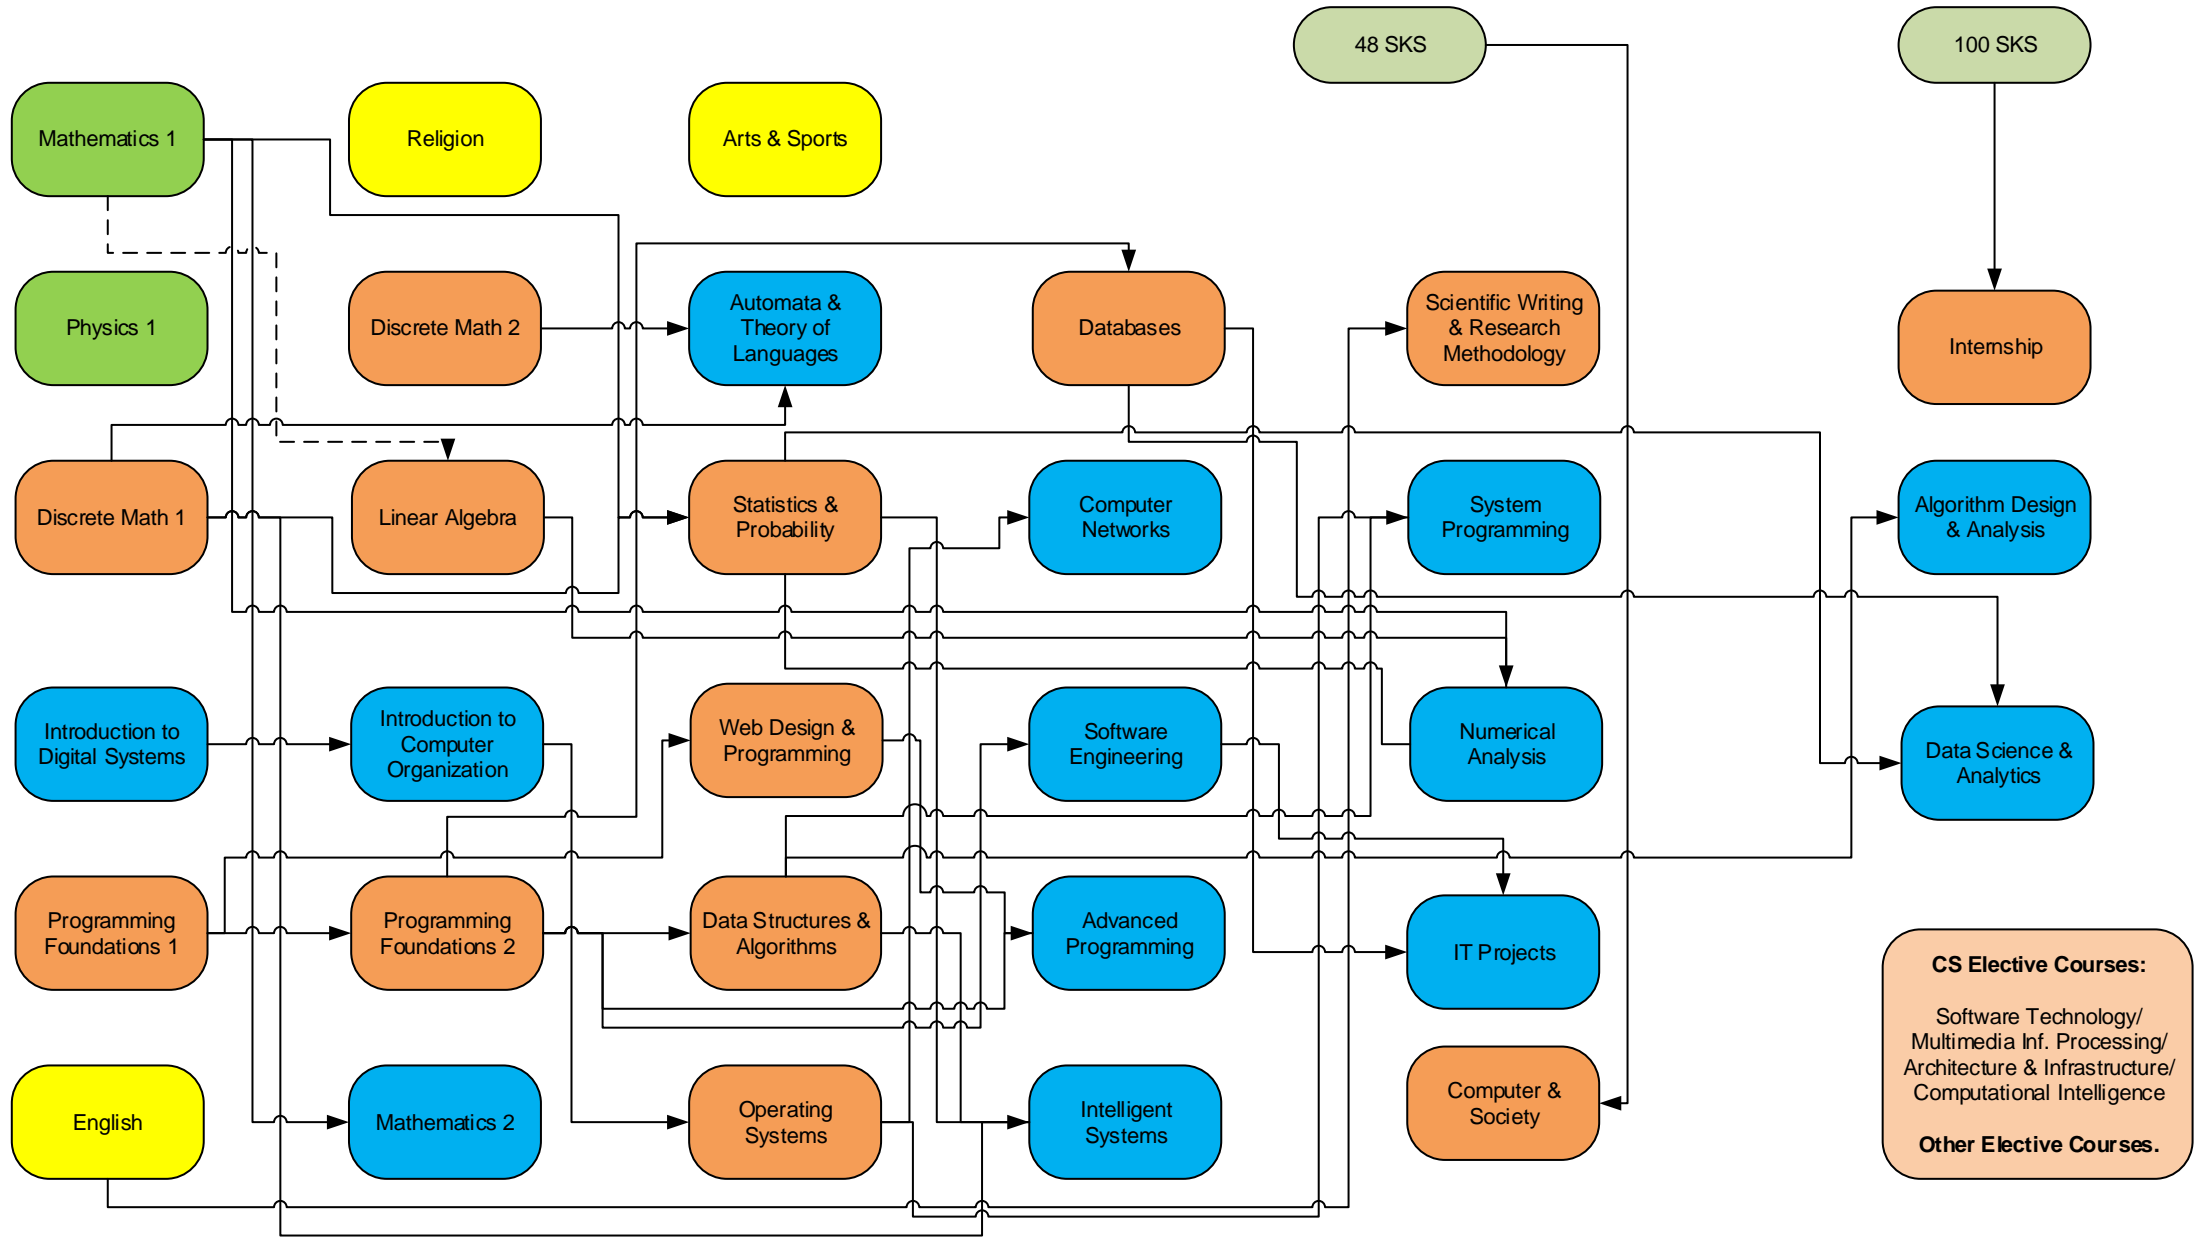 48 SKS
100 SKS
Mathematics 1
Religion
Arts & Sports
Physics 1
Discrete Math 2
Automata &
Theory of
Languages
Databases
Scientific Writing
& Research
Methodology
Internship
Discrete Math 1
Linear Algebra
Statistics &
Probability
Computer
Networks
System
Programming
Algorithm Design
& Analysis
Introduction to
Digital Systems
Introduction to
Computer
Organization
Web Design &
Programming
Software
Engineering
Numerical
Analysis
Data Science &
Analytics
Programming
Foundations 1
Programming
Foundations 2
Data Structures &
Algorithms
Advanced
Programming
IT Projects
CS Elective Courses:
Software Technology/
Multimedia Inf. Processing/
Architecture & Infrastructure/
Computational Intelligence
Other Elective Courses.
English
Mathematics 2
Operating
Systems
Intelligent
Systems
Computer &
Society